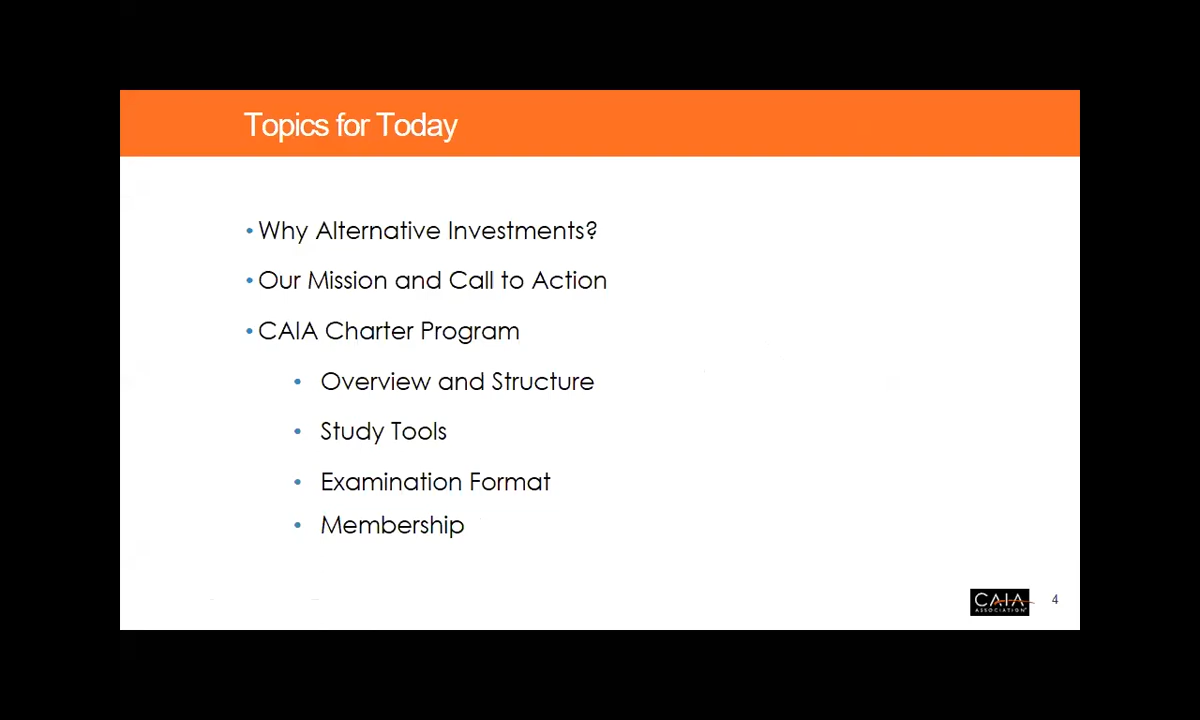 Topics for Today
• Why Alternative Investments?
• Our Mission and Call to Action
• CAIA Charter Program
• Overview and Structure
• Study Tools
• Examination Format
• Membership
CAIA
ASSOCIATION
4